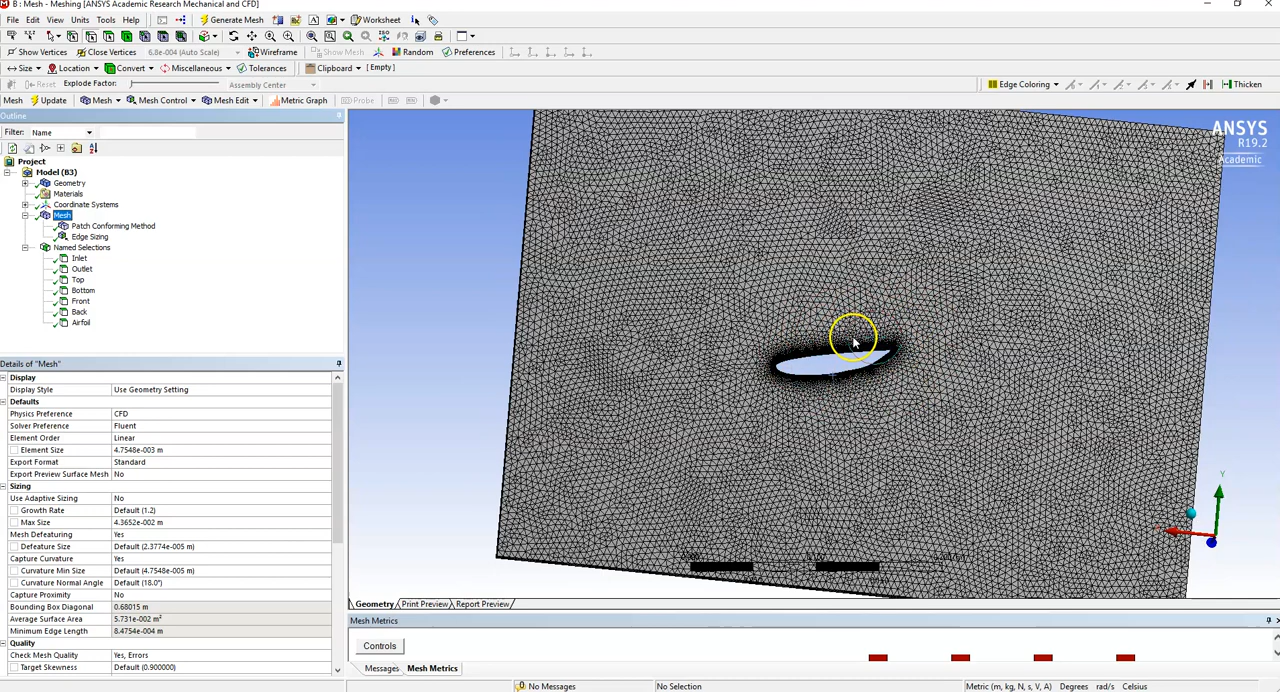 B : Mesh - Meshing [ANSYS Academic Research Mechanical and CFD]
File Edit View Units Tools Help Generate Mesh Worksheet
Show Vertices Close Vertices 6.8e-004 (Auto Scale) Wireframe Show Mesh Random Preferences
Size Location Convert Miscellaneous Tolerances Clipboard [Empty]
Reset Explode Factor: Assembly Center Edge Coloring Thicken
Mesh Update Mesh Mesh Control Mesh Edit Metric Graph Probe
Outline
Filter: Name
Project
Model (B3)
Geometry
Materials
Coordinate Systems
Mesh
Patch Conforming Method
Edge Sizing
Named Selections
Inlet
Outlet
Top
Bottom
Front
Back
Airfoil
Details of "Mesh"
Display
Display Style Use Geometry Setting
Defaults
Physics Preference CFD
Solver Preference Fluent
Element Order Linear
Element Size 4.7548e-003 m
Export Format Standard
Export Preview Surface Mesh No
Sizing
Use Adaptive Sizing No
Growth Rate Default (1.2)
Max Size 4.3652e-002 m
Mesh Defeaturing Yes
Defeature Size Default (2.3774e-005 m)
Capture Curvature Yes
Curvature Min Size Default (4.7548e-005 m)
Curvature Normal Angle Default (18.0°)
Capture Proximity No
Bounding Box Diagonal 0.68015 m
Average Surface Area 5.731e-002 m²
Minimum Edge Length 8.4754e-004 m
Quality
Check Mesh Quality Yes, Errors
Target Skewness Default (0.900000)
ANSYS
R19.2
Academic
Y
Geometry Print Preview Report Preview
Mesh Metrics
Controls
Messages Mesh Metrics
No Messages No Selection Metric (m, kg, N, s, V, A) Degrees rad/s Celsius